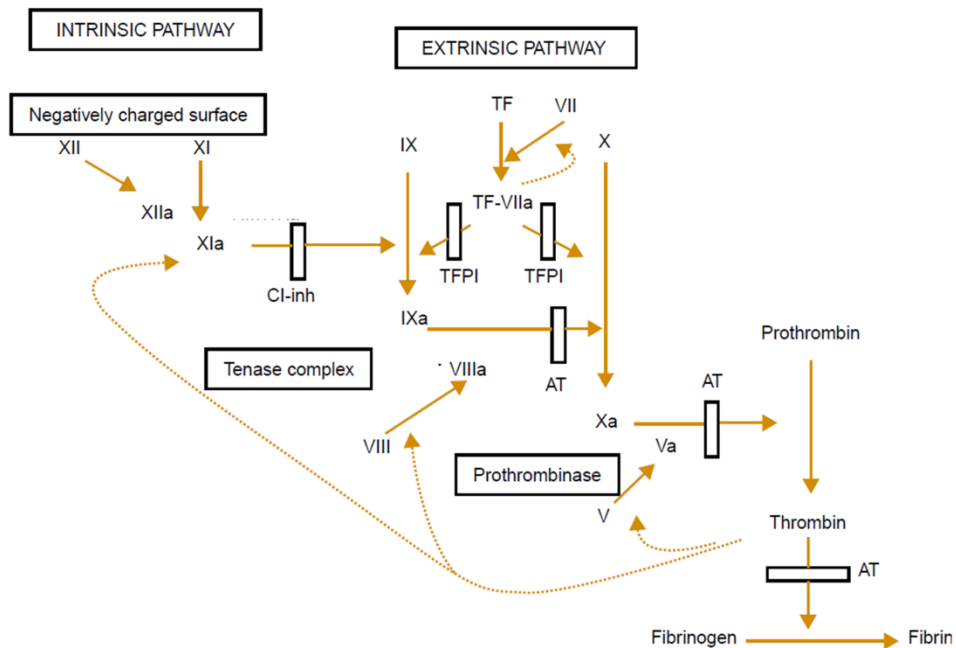 INTRINSIC PATHWAY
EXTRINSIC PATHWAY
Negatively charged surface
TF
VII
XII
XI
IX
X
XIIa
TF-VIIa
XIa
TFPI
TFPI
CI-inh
IXa
Prothrombin
Tenase complex
VIIIa
AT
AT
Xa
VIII
Va
Prothrombinase
V
Thrombin
AT
Fibrinogen
Fibrin